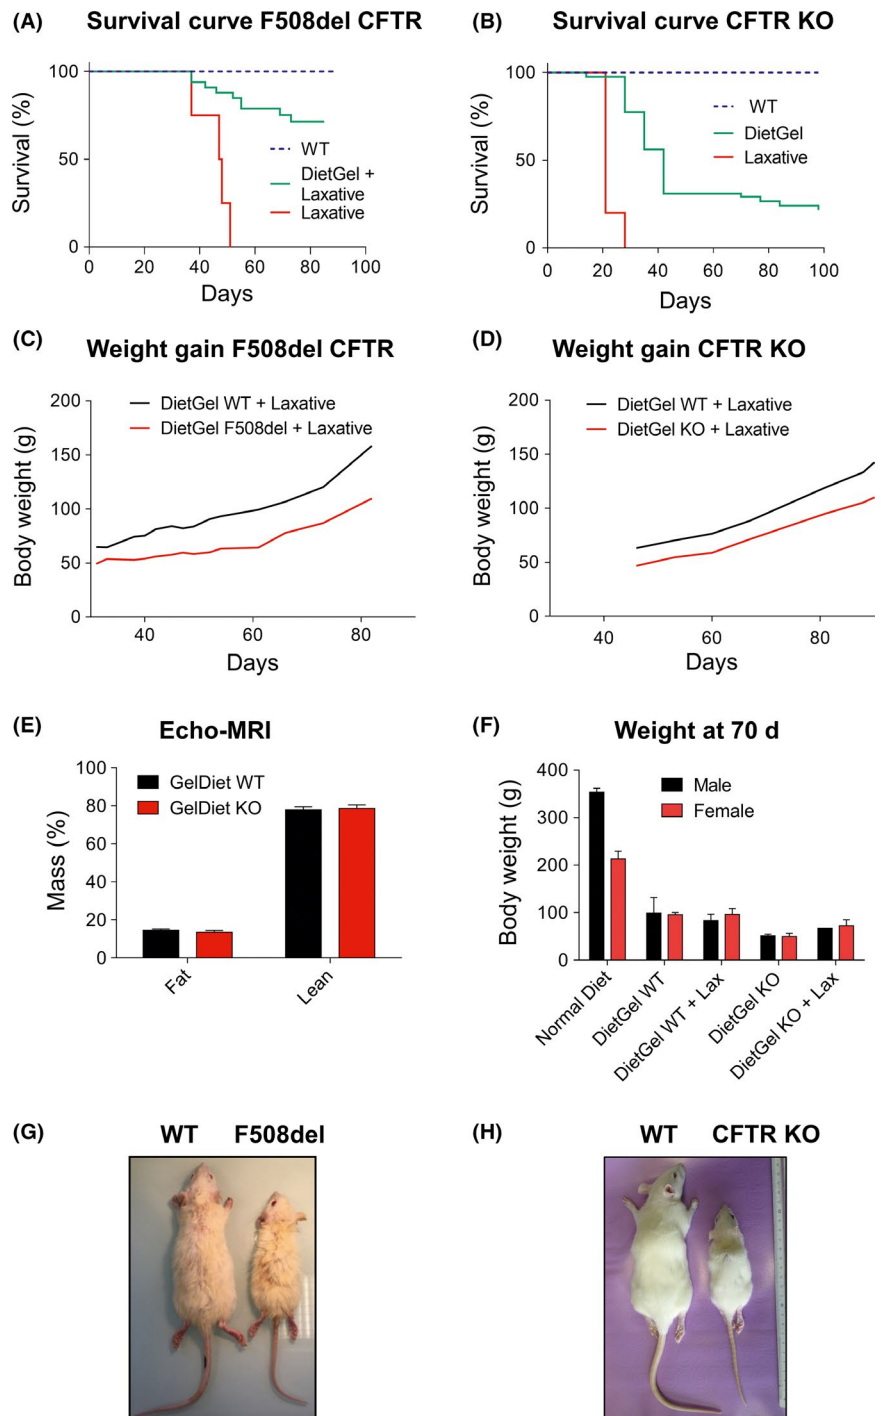 (A) Survival curve F508del CFTR
100
50
0
Survival (%)
0 20 40 60 80 100
Days
WT
DietGel +
Laxative
Laxative
(B) Survival curve CFTR KO
100
50
0
Survival (%)
0 20 40 60 80 100
Days
WT
DietGel
Laxative
(C) Weight gain F508del CFTR
200
150
100
50
0
Body weight (g)
40 60 80
Days
DietGel WT + Laxative
DietGel F508del + Laxative
(D) Weight gain CFTR KO
200
150
100
50
0
Body weight (g)
40 60 80
Days
DietGel WT + Laxative
DietGel KO + Laxative
(E) Echo-MRI
100
80
60
40
20
0
Mass (%)
GelDiet WT
GelDiet KO
Fat
Lean
(F) Weight at 70 d
400
300
200
100
0
Body weight (g)
Male
Female
Normal Diet
DietGel WT
DietGel WT + Lax
DietGel KO
DietGel KO + Lax
(G) WT F508del
(H) WT CFTR KO